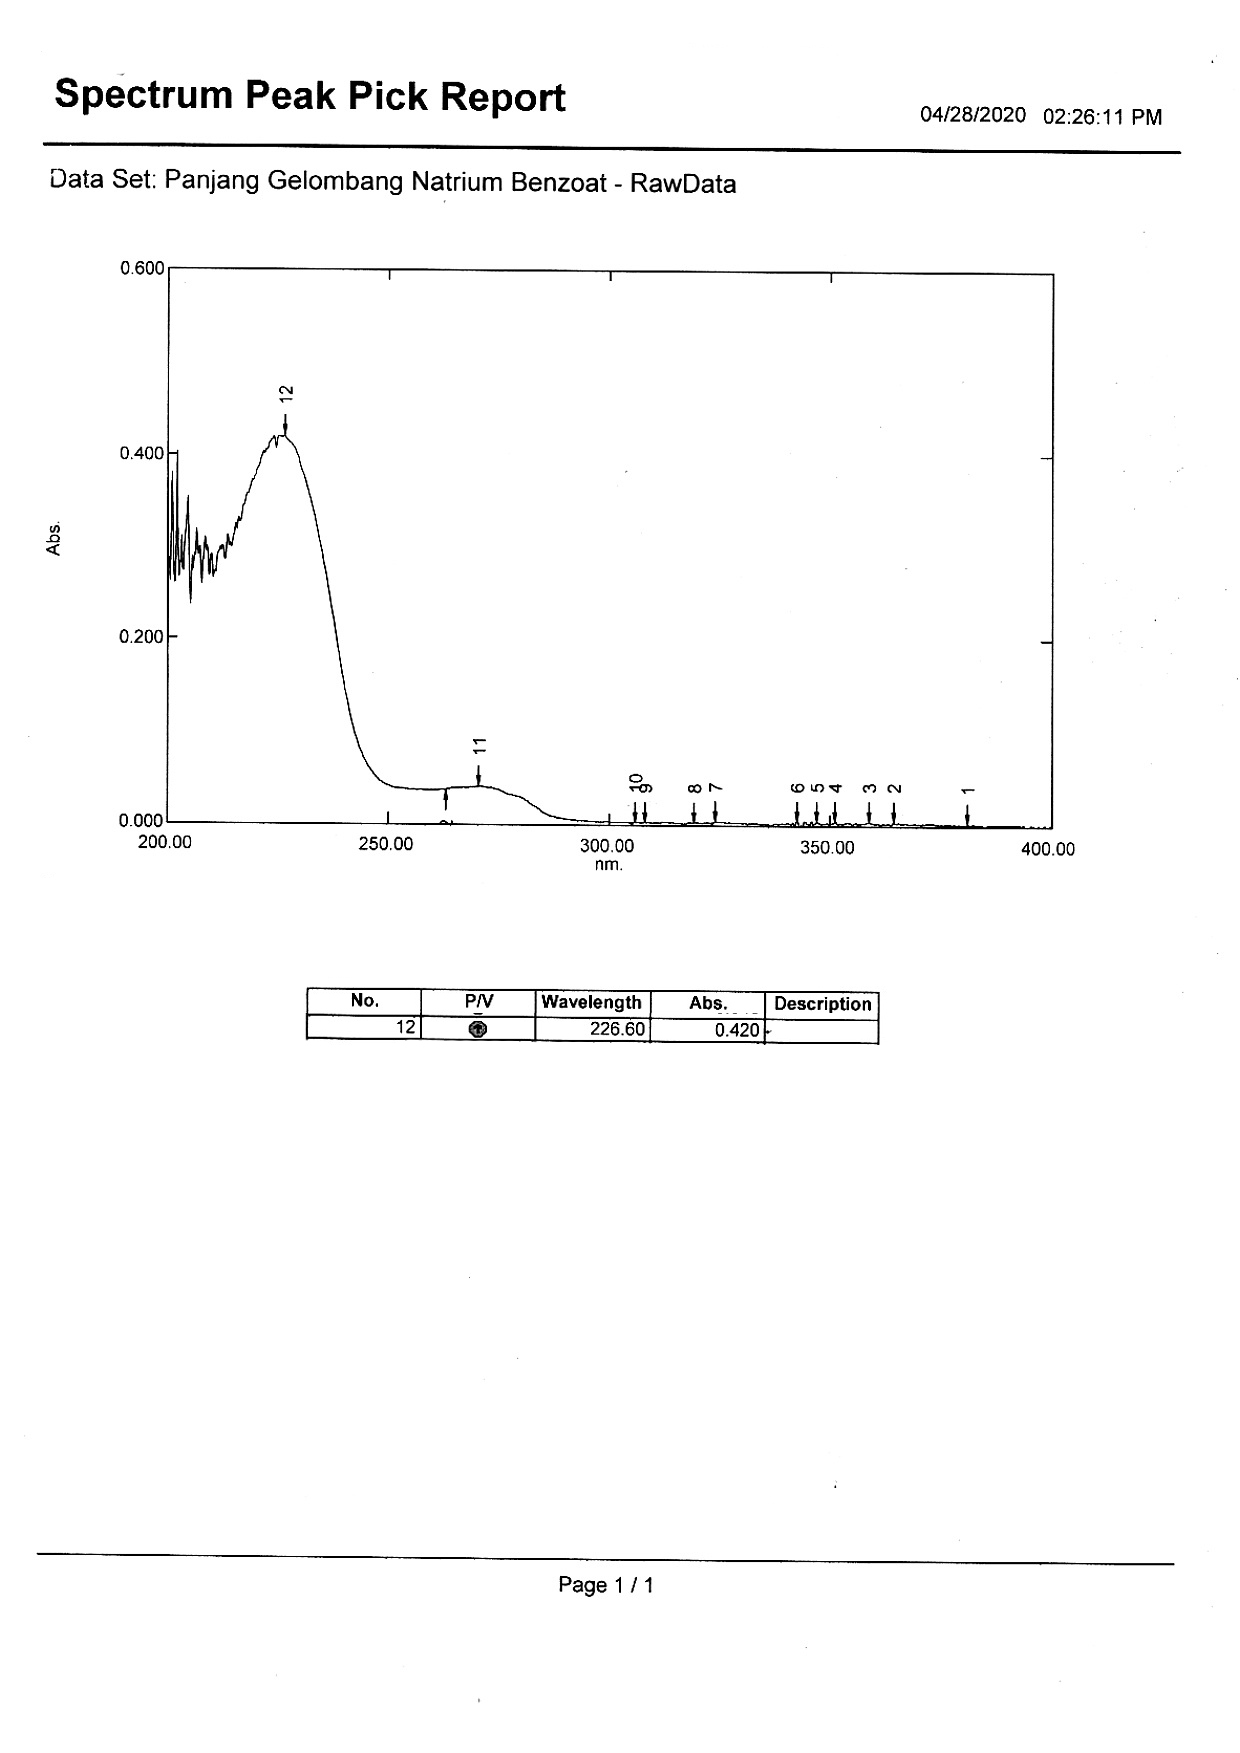 Spectrum Peak Pick Report
04/28/2020 02:26:11 PM
Data Set: Panjang Gelombang Natrium Benzoat - RawData
0.600
12
0.400
Abs.
0.200
11
10
9
8
7
6
5
4
3
2
1
0.000
200.00
250.00
300.00
350.00
400.00
nm.
No. P/V Wavelength Abs. Description
12 226.60 0.420
Page 1 / 1